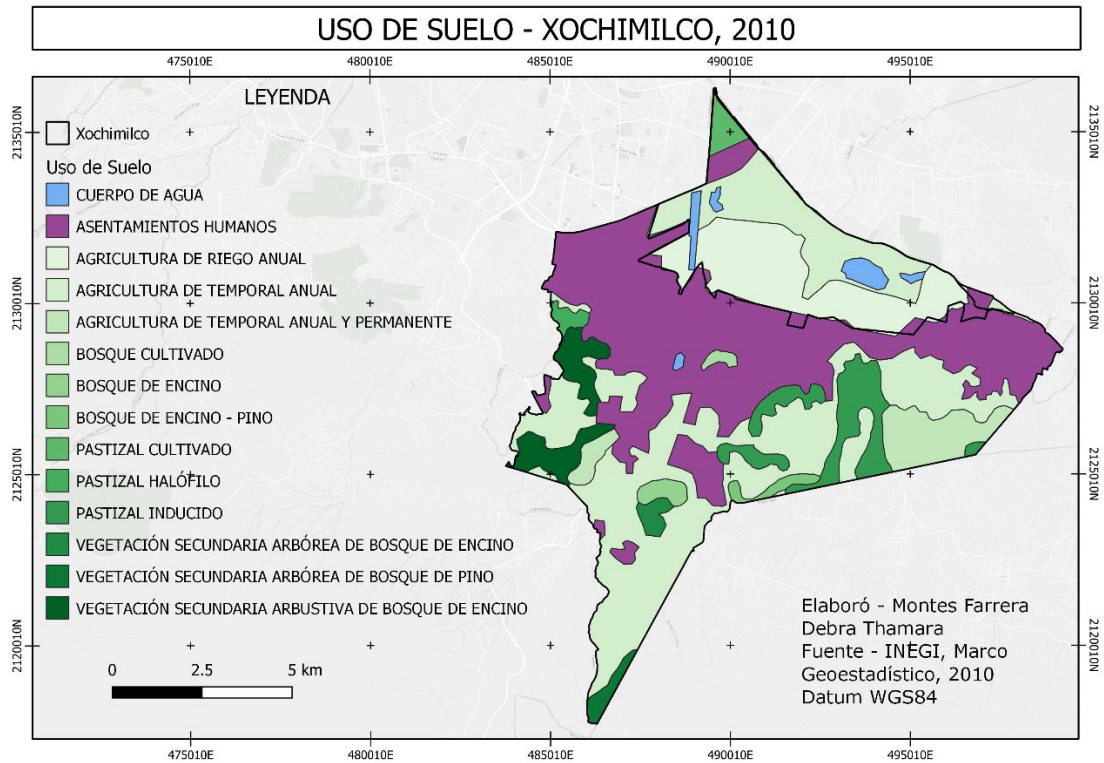 USO DE SUELO - XOCHIMILCO, 2010
475010E 480010E 485010E 490010E 495010E
LEYENDA
Xochimilco
Uso de Suelo
CUERPO DE AGUA
ASENTAMIENTOS HUMANOS
AGRICULTURA DE RIEGO ANUAL
AGRICULTURA DE TEMPORAL ANUAL
AGRICULTURA DE TEMPORAL ANUAL Y PERMANENTE
BOSQUE CULTIVADO
BOSQUE DE ENCINO
BOSQUE DE ENCINO - PINO
PASTIZAL CULTIVADO
PASTIZAL HALÓFILO
PASTIZAL INDUCIDO
VEGETACIÓN SECUNDARIA ARBÓREA DE BOSQUE DE ENCINO
VEGETACIÓN SECUNDARIA ARBÓREA DE BOSQUE DE PINO
VEGETACIÓN SECUNDARIA ARBUSTIVA DE BOSQUE DE ENCINO
0 2.5 5 km
2135010N
2130010N
2125010N
2120010N
2135010N
2130010N
2125010N
2120010N
Elaboró - Montes Farrera
Debra Thamara
Fuente - INEGI, Marco
Geoestadístico, 2010
Datum WGS84
475010E 480010E 485010E 490010E 495010E